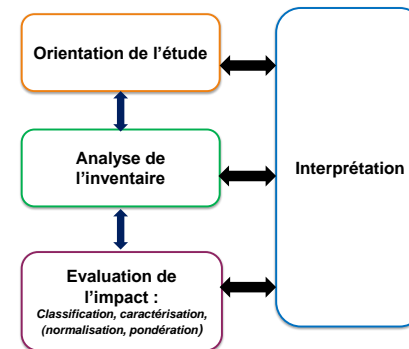 Orientation de l'étude
Analyse de
l'inventaire
Interprétation
Evaluation de
l'impact :
Classification, caractérisation,
(normalisation, pondération)